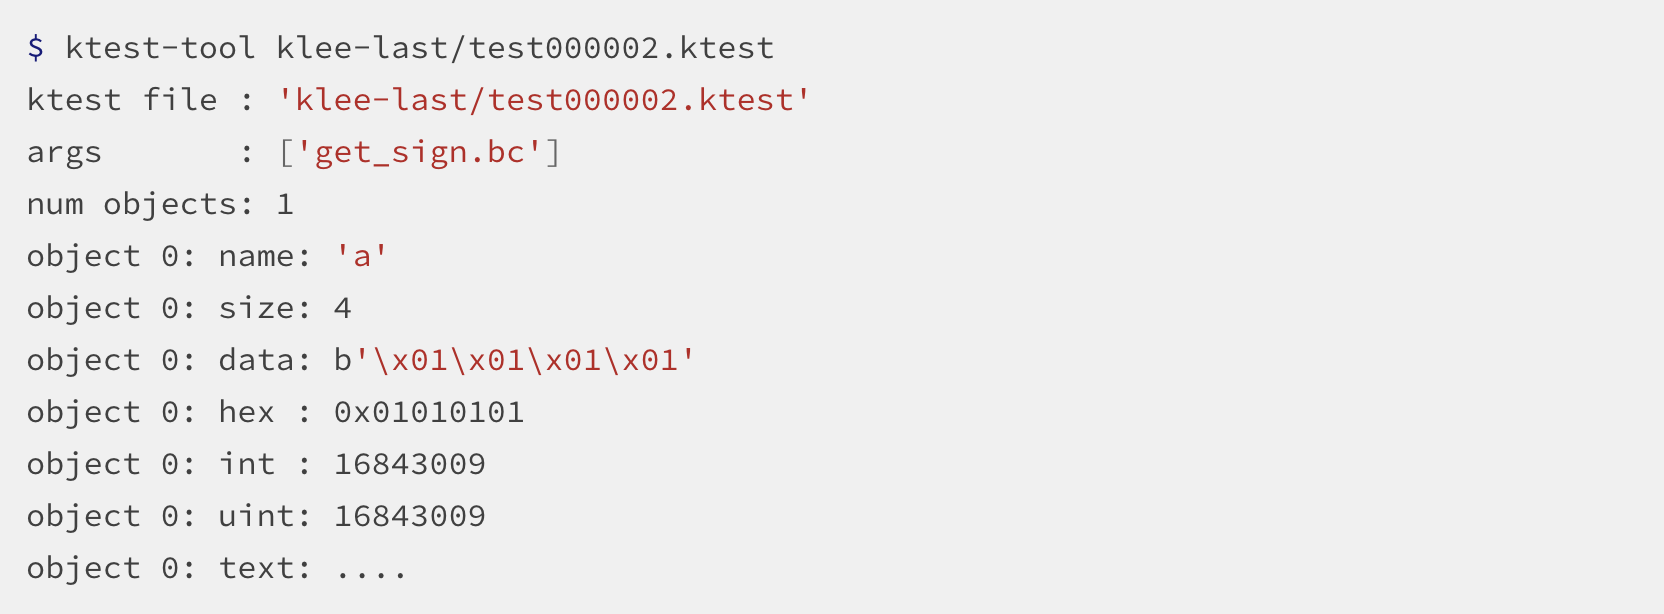 $ ktest-tool klee-last/test000002.ktest
ktest file : 'klee-last/test000002.ktest'
args       : ['get_sign.bc']
num objects: 1
object 0: name: 'a'
object 0: size: 4
object 0: data: b'\x01\x01\x01\x01'
object 0: hex : 0x01010101
object 0: int : 16843009
object 0: uint: 16843009
object 0: text: ....